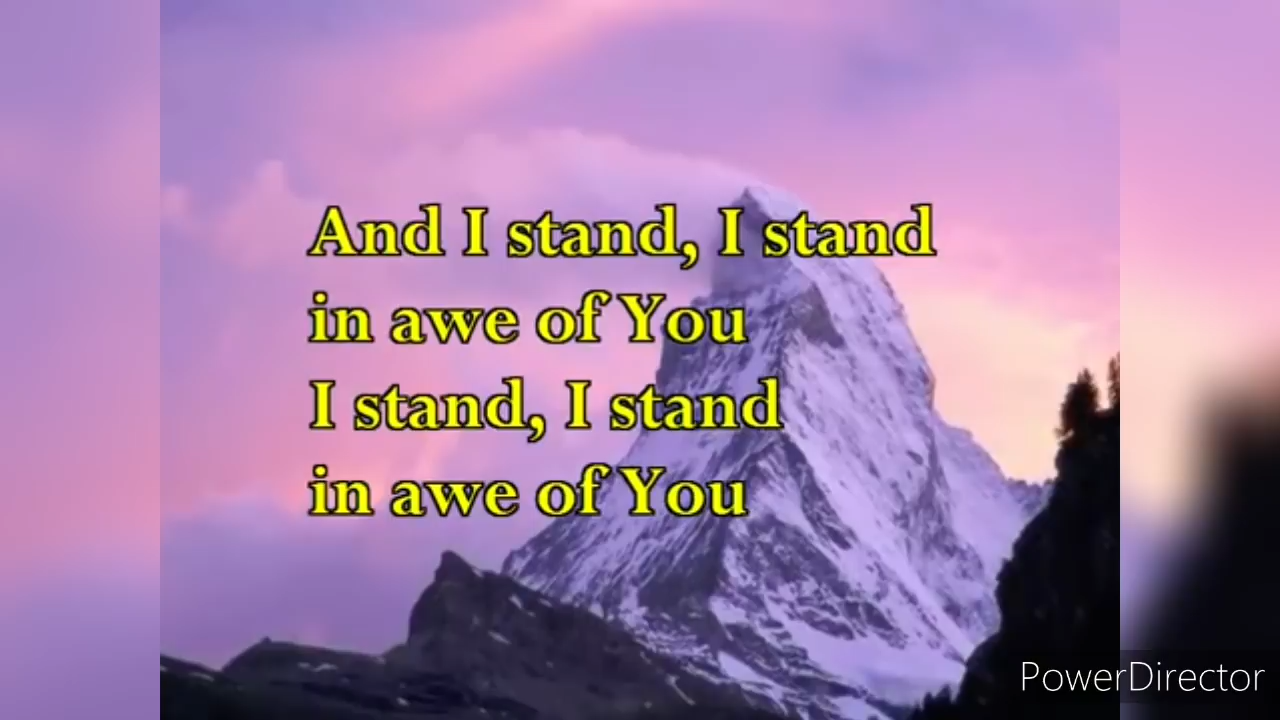 And I stand, I stand
in awe of You
I stand, I stand
in awe of You
PowerDirector